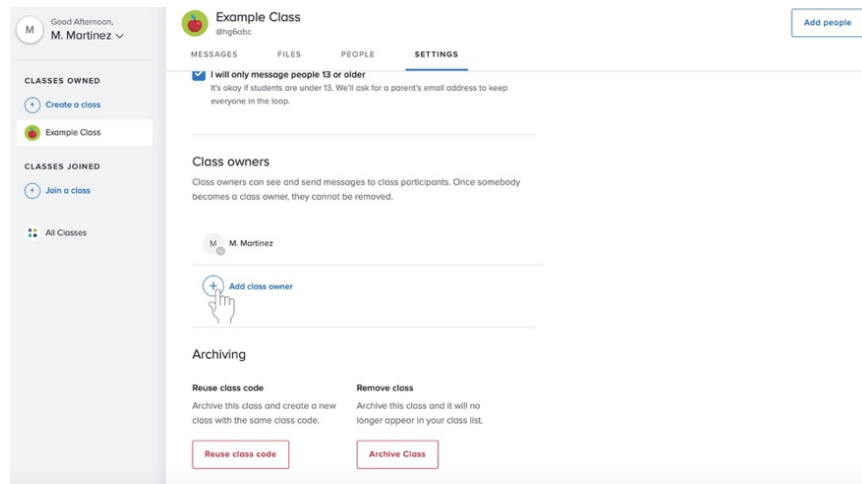 M
Good Afternoon,
M. Martinez
CLASSES OWNED
Create a class
Example Class
CLASSES JOINED
Join a class
All Classes
Example Class
@hg6abc
Add people
MESSAGES FILES PEOPLE SETTINGS
I will only message people 13 or older
It's okay if students are under 13. We'll ask for a parent's email address to keep
everyone in the loop.
Class owners
Class owners can see and send messages to class participants. Once somebody
becomes a class owner, they cannot be removed.
M M. Martinez
Add class owner
Archiving
Reuse class code
Archive this class and create a new
class with the same class code.
Reuse class code
Remove class
Archive this class and it will no
longer appear in your class list.
Archive Class